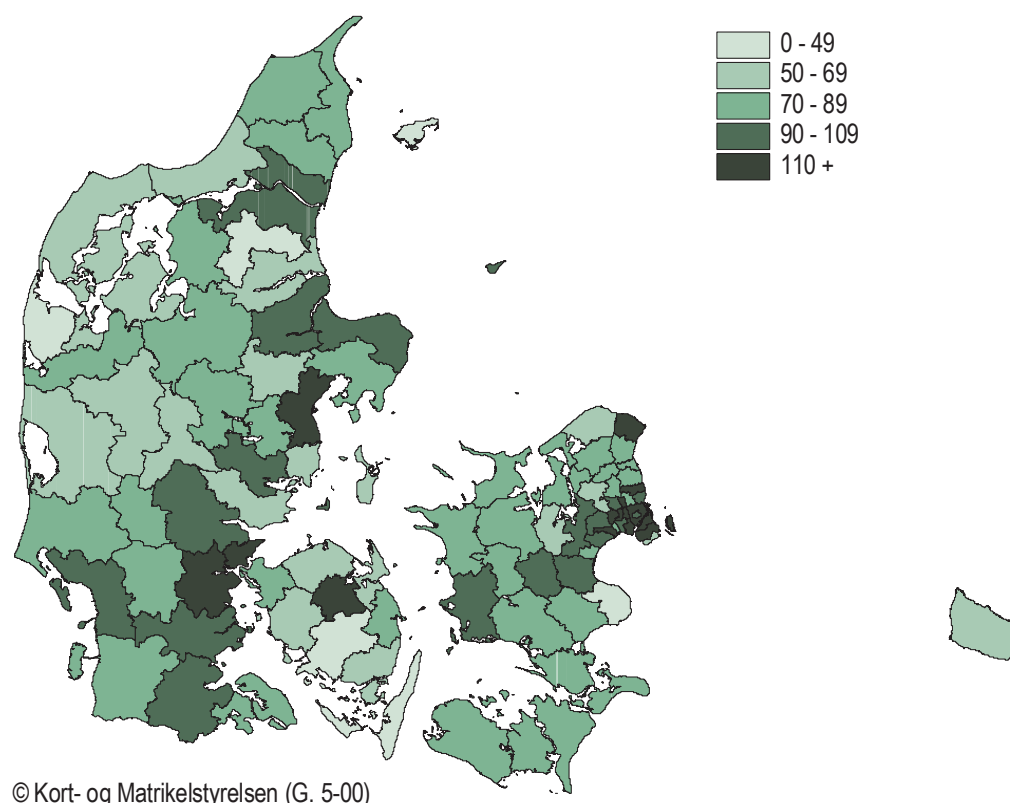 0 - 49
50 - 69
70 - 89
90 - 109
110 +
© Kort- og Matrikelstyrelsen (G. 5-00)